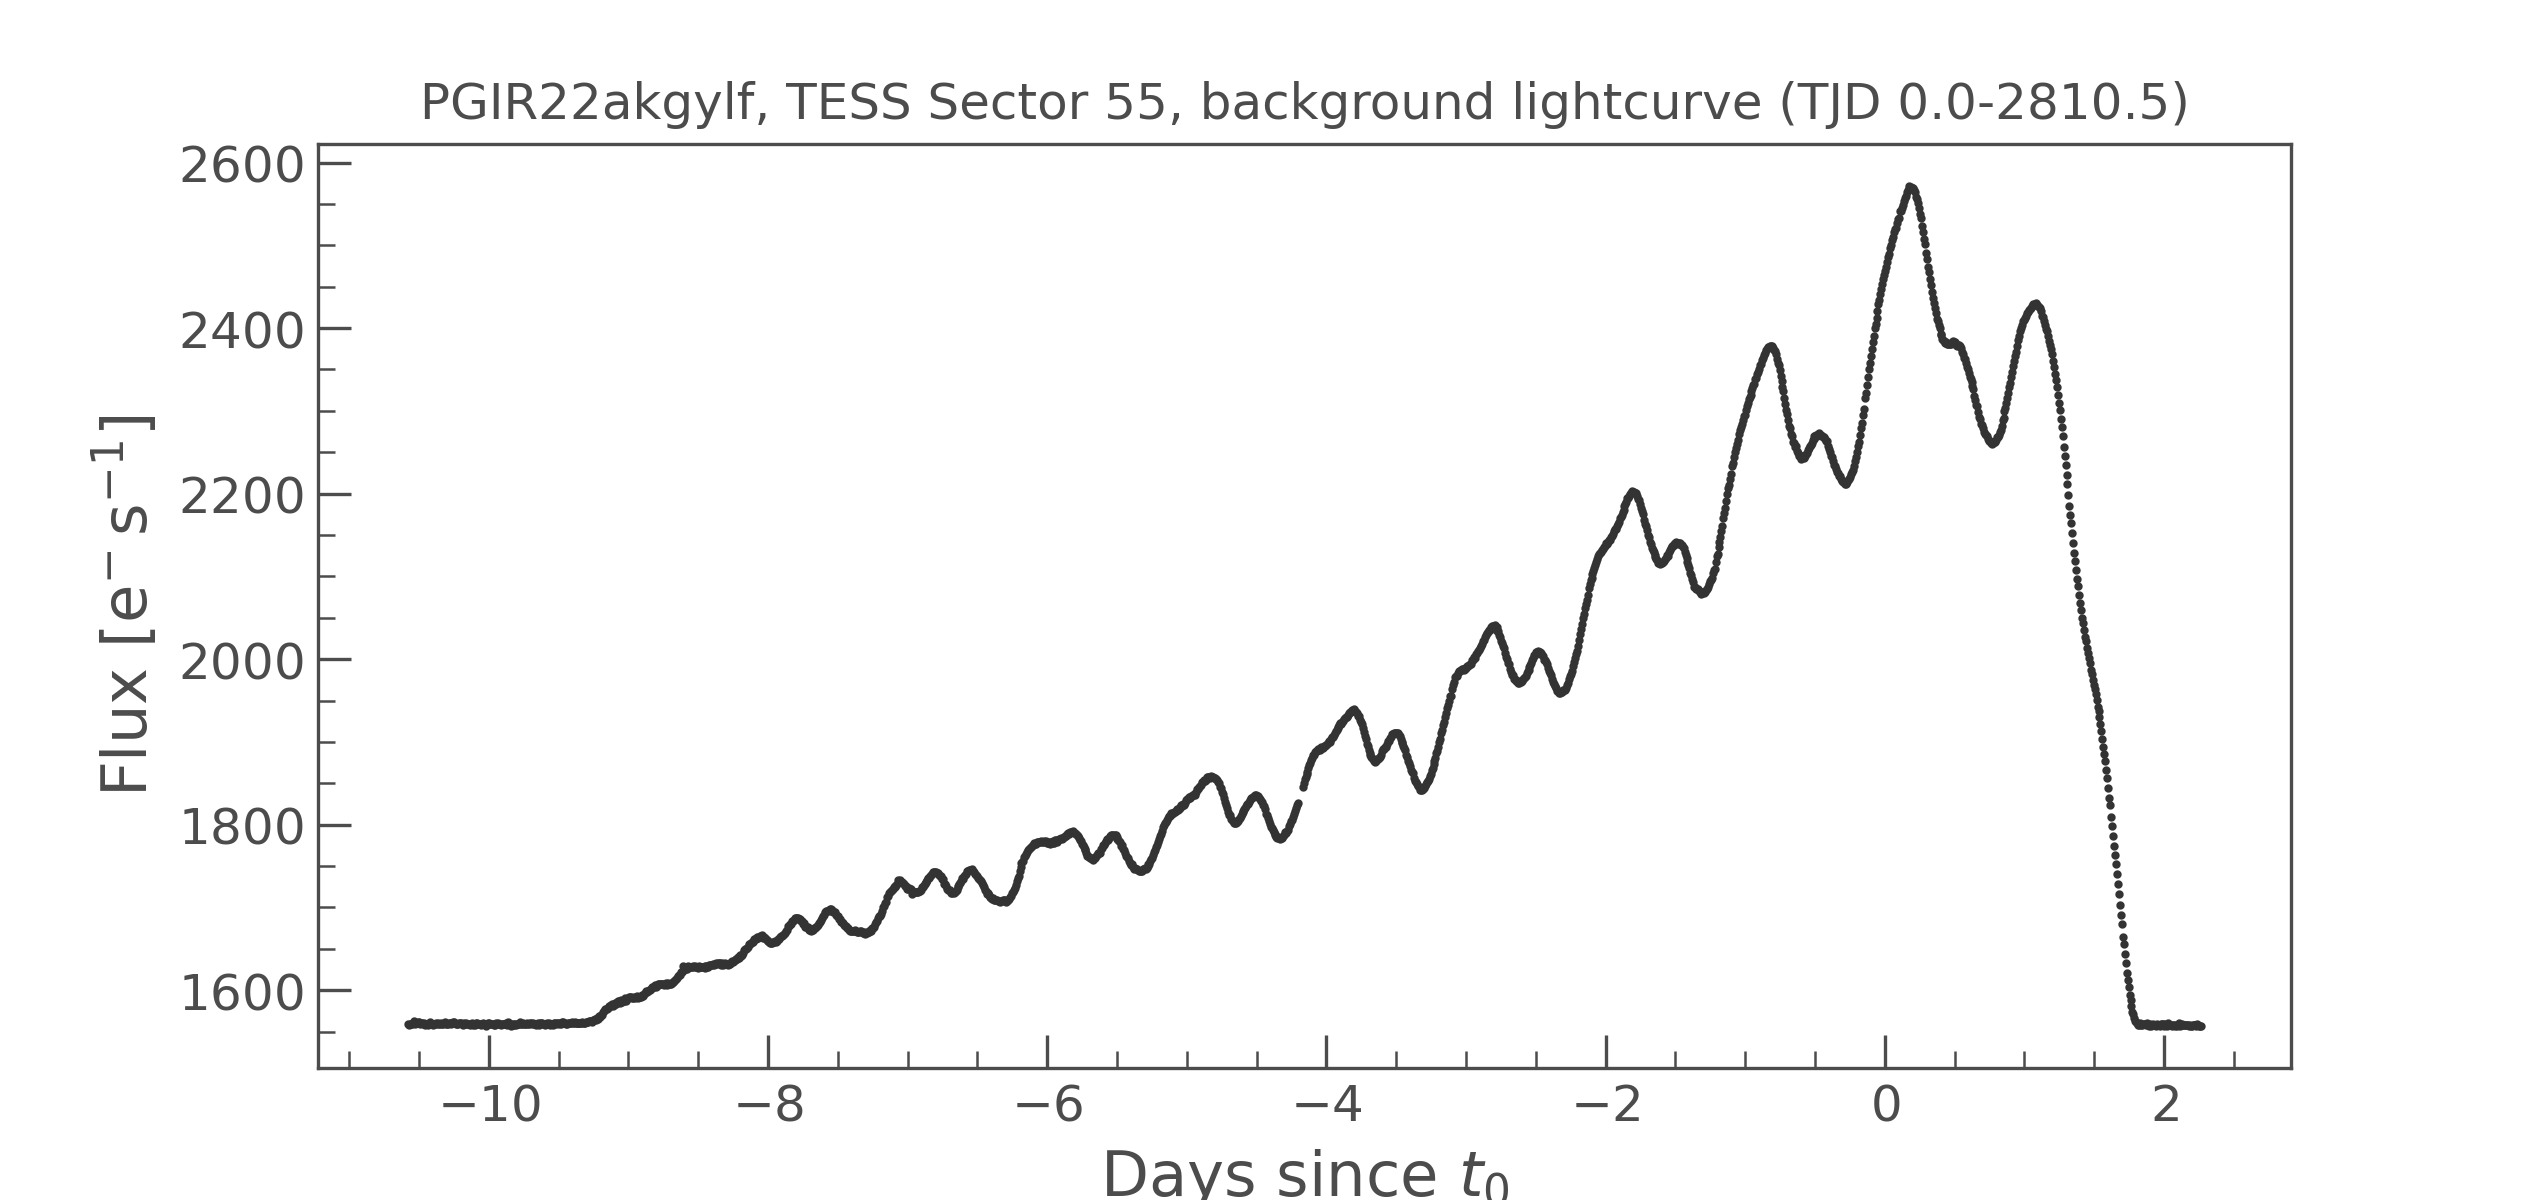 PGIR22akgylf, TESS Sector 55, background lightcurve (TJD 0.0-2810.5)
Flux [e⁻ s⁻¹]
2600
2400
2200
2000
1800
1600
−10 −8 −6 −4 −2 0 2
Days since t₀